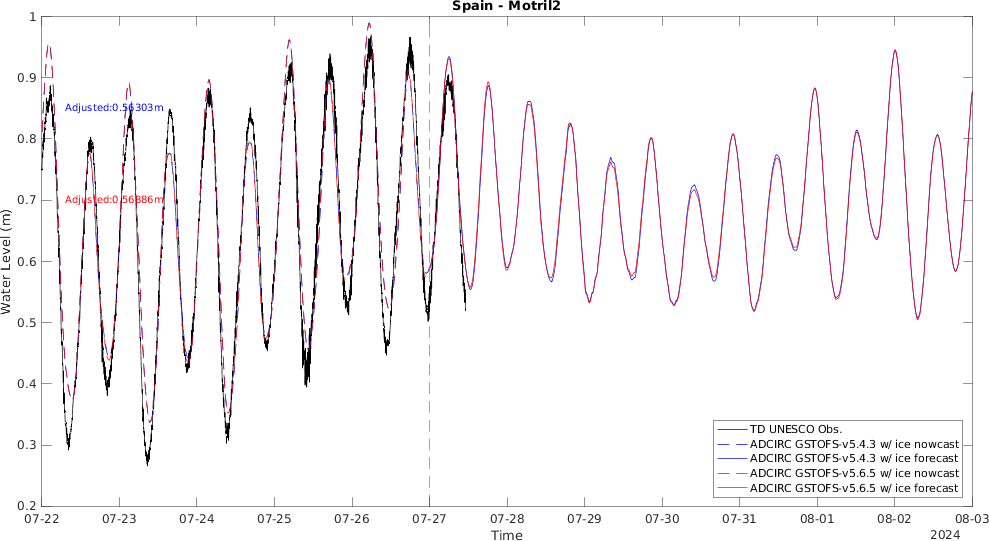 Spain - Motril2
1
0.9
0.8
0.7
0.6
0.5
0.4
0.3
0.2
Water Level (m)
Adjusted:0.56303m
Adjusted:0.56886m
TD UNESCO Obs.
ADCIRC GSTOFS-v5.4.3 w/ ice nowcast
ADCIRC GSTOFS-v5.4.3 w/ ice forecast
ADCIRC GSTOFS-v5.6.5 w/ ice nowcast
ADCIRC GSTOFS-v5.6.5 w/ ice forecast
07-22 07-23 07-24 07-25 07-26 07-27 07-28 07-29 07-30 07-31 08-01 08-02 08-03
Time
2024